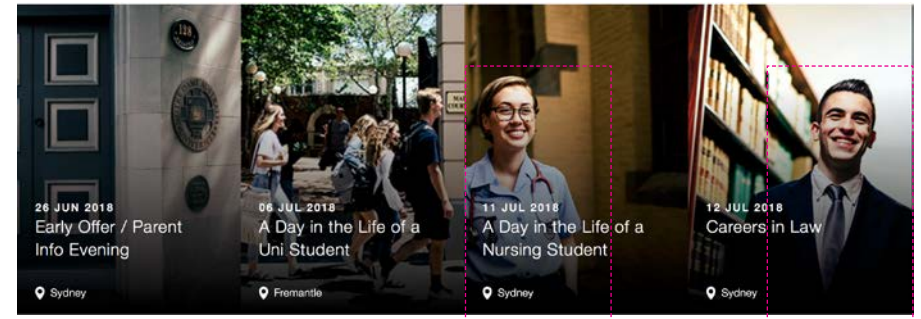 128
26 JUN 2018
Early Offer / Parent
Info Evening
Sydney
06 JUL 2018
A Day in the Life of a
Uni Student
Fremantle
11 JUL 2018
A Day in the Life of a
Nursing Student
Sydney
12 JUL 2018
Careers in Law
Sydney